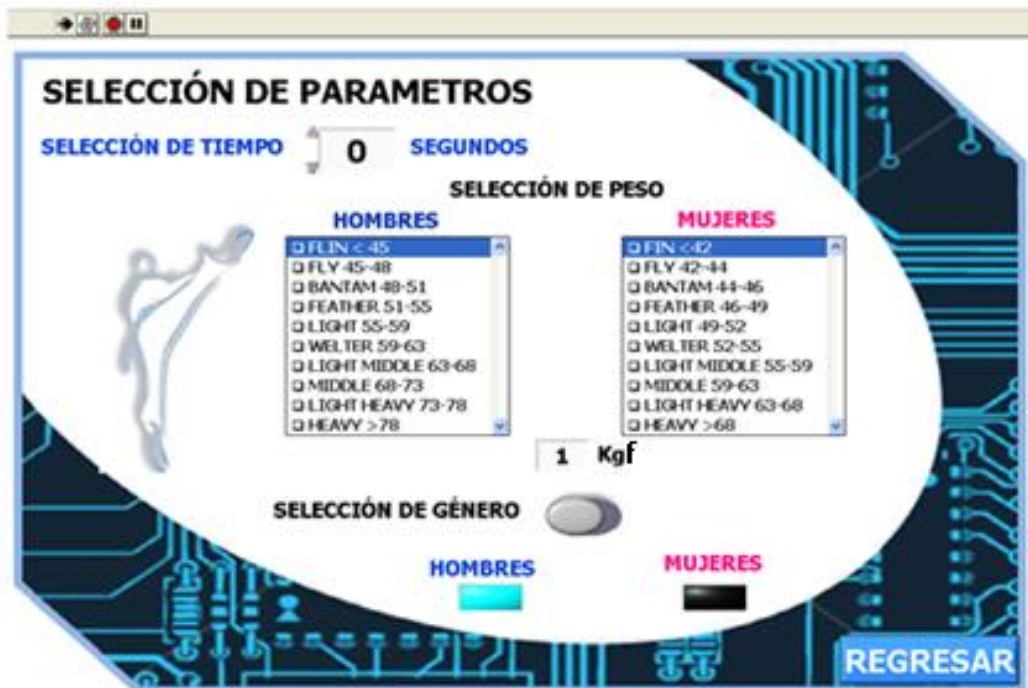 SELECCIÓN DE PARAMETROS
SELECCIÓN DE TIEMPO 0 SEGUNDOS
SELECCIÓN DE PESO
HOMBRES
FLIN < 45
FLY 45-48
BANTAM 48-51
FEATHER 51-55
LIGHT 55-59
WELTER 59-63
LIGHT MIDDLE 63-68
MIDDLE 68-73
LIGHT HEAVY 73-78
HEAVY >78
MUJERES
FIN <42
FLY 42-44
BANTAM 44-46
FEATHER 46-49
LIGHT 49-52
WELTER 52-55
LIGHT MIDDLE 55-59
MIDDLE 59-63
LIGHT HEAVY 63-68
HEAVY >68
1 Kgf
SELECCIÓN DE GÉNERO
HOMBRES MUJERES
REGRESAR